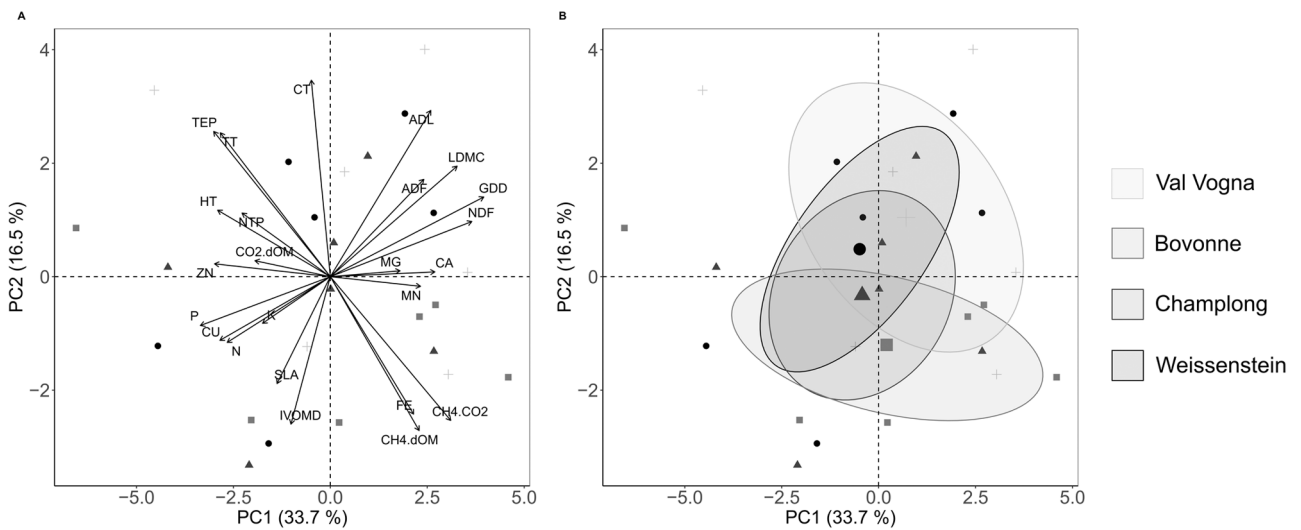 A
B
4
2
0
−2
PC2 (16.5 %)
CT
ADL
TEP
TT
LDMC
ADF
GDD
HT
NTP
NDF
CO2.dOM
ZN
MG
CA
MN
P
K
CU
N
SLA
IVOMD
FE
CH4.CO2
CH4.dOM
−5.0
−2.5
0.0
2.5
5.0
PC1 (33.7 %)
4
2
0
−2
PC2 (16.5 %)
−5.0
−2.5
0.0
2.5
5.0
PC1 (33.7 %)
Val Vogna
Bovonne
Champlong
Weissenstein